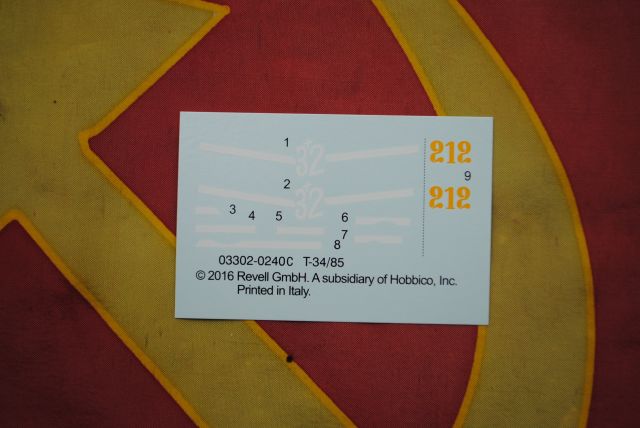 1
32
212
2
9
32
212
3 4 5 6
7
8
03302-0240C T-34/85
© 2016 Revell GmbH. A subsidiary of Hobbico, Inc.
Printed in Italy.